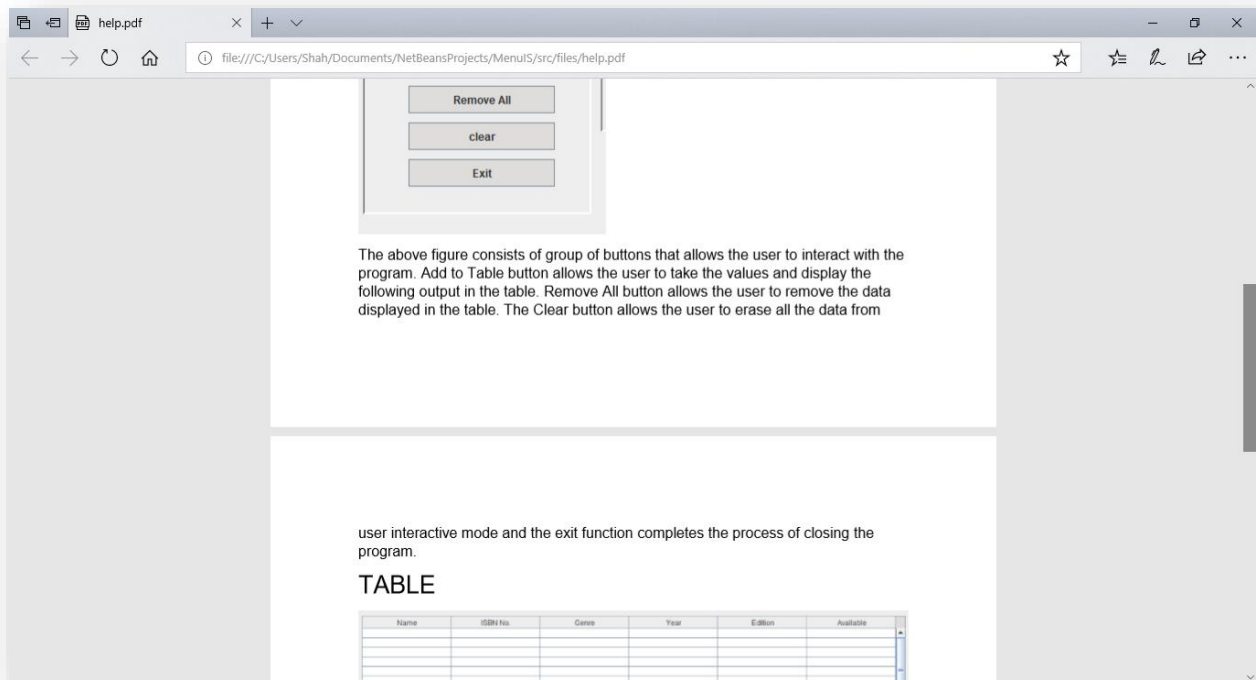 help.pdf
file:///C:/Users/Shah/Documents/NetBeansProjects/MenuIS/src/files/help.pdf
Remove All
clear
Exit
The above figure consists of group of buttons that allows the user to interact with the
program. Add to Table button allows the user to take the values and display the
following output in the table. Remove All button allows the user to remove the data
displayed in the table. The Clear button allows the user to erase all the data from
user interactive mode and the exit function completes the process of closing the
program.
TABLE
Name ISBN No. Genre Year Edition Available